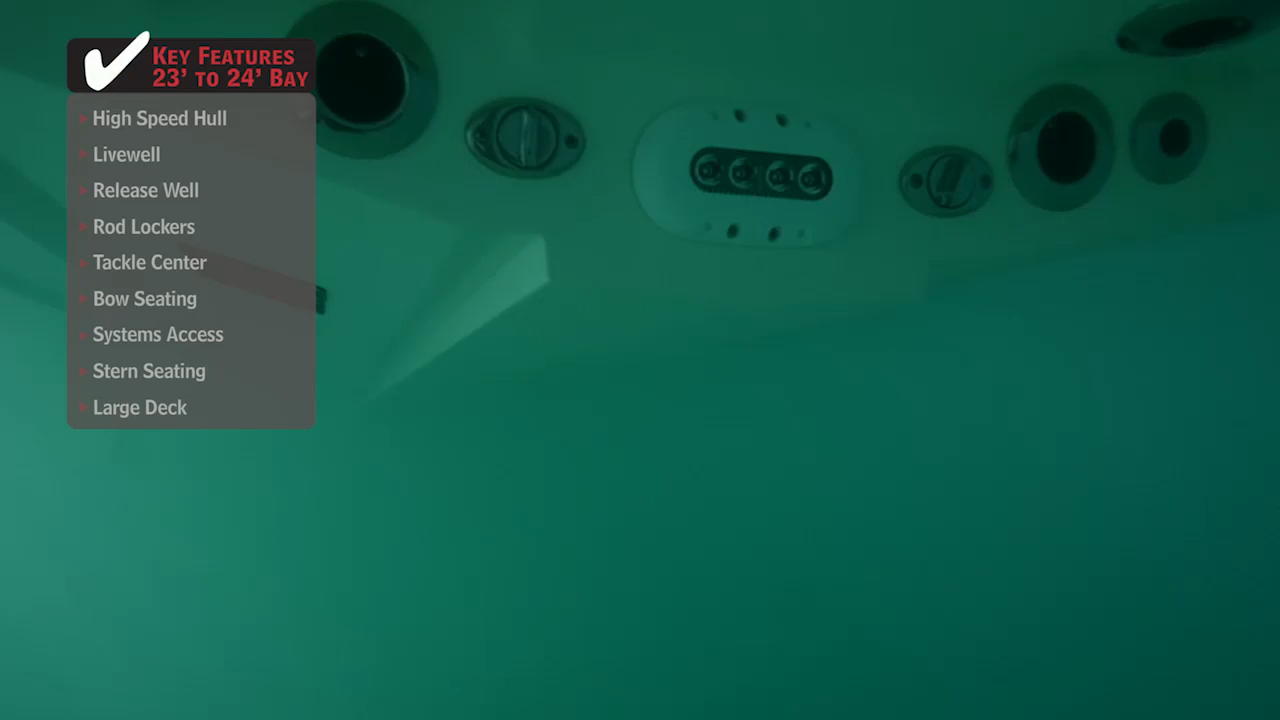 KEY FEATURES
23' TO 24' BAY
High Speed Hull
Livewell
Release Well
Rod Lockers
Tackle Center
Bow Seating
Systems Access
Stern Seating
Large Deck